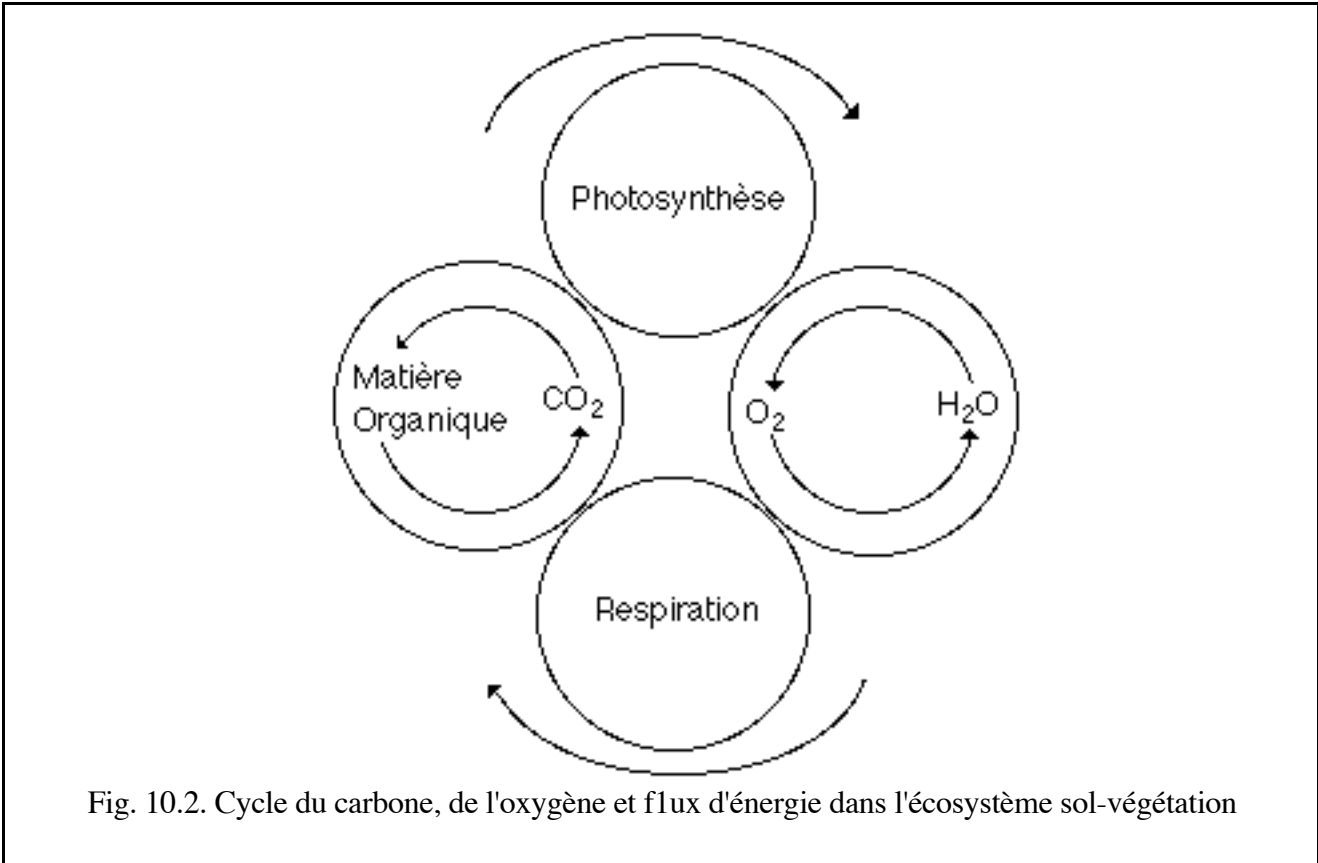 Photosynthèse
Matière
Organique
CO₂
O₂
H₂O
Respiration
Fig. 10.2. Cycle du carbone, de l'oxygène et f1ux d'énergie dans l'écosystème sol-végétation